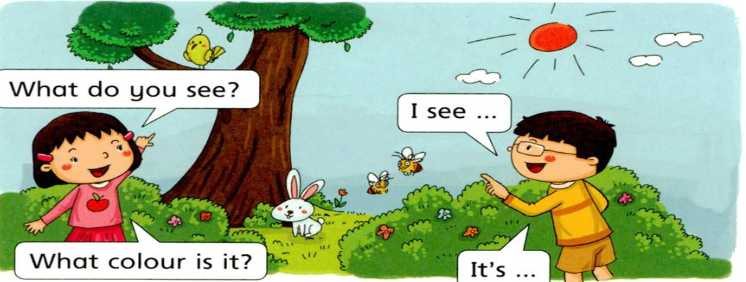 What do you see?
I see ...
What colour is it?
It's ...